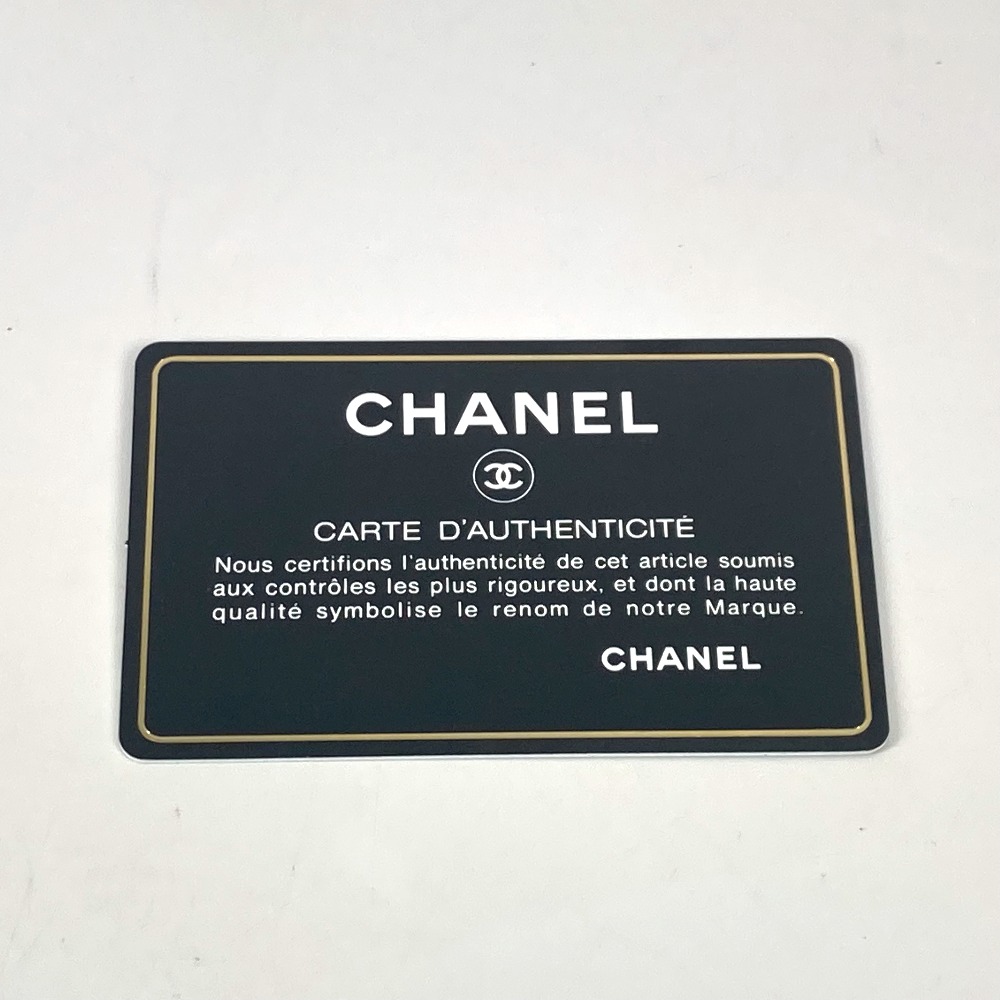 CHANEL
CARTE D'AUTHENTICITÉ
Nous certifions l'authenticité de cet article soumis
aux contrôles les plus rigoureux, et dont la haute
qualité symbolise le renom de notre Marque.
CHANEL